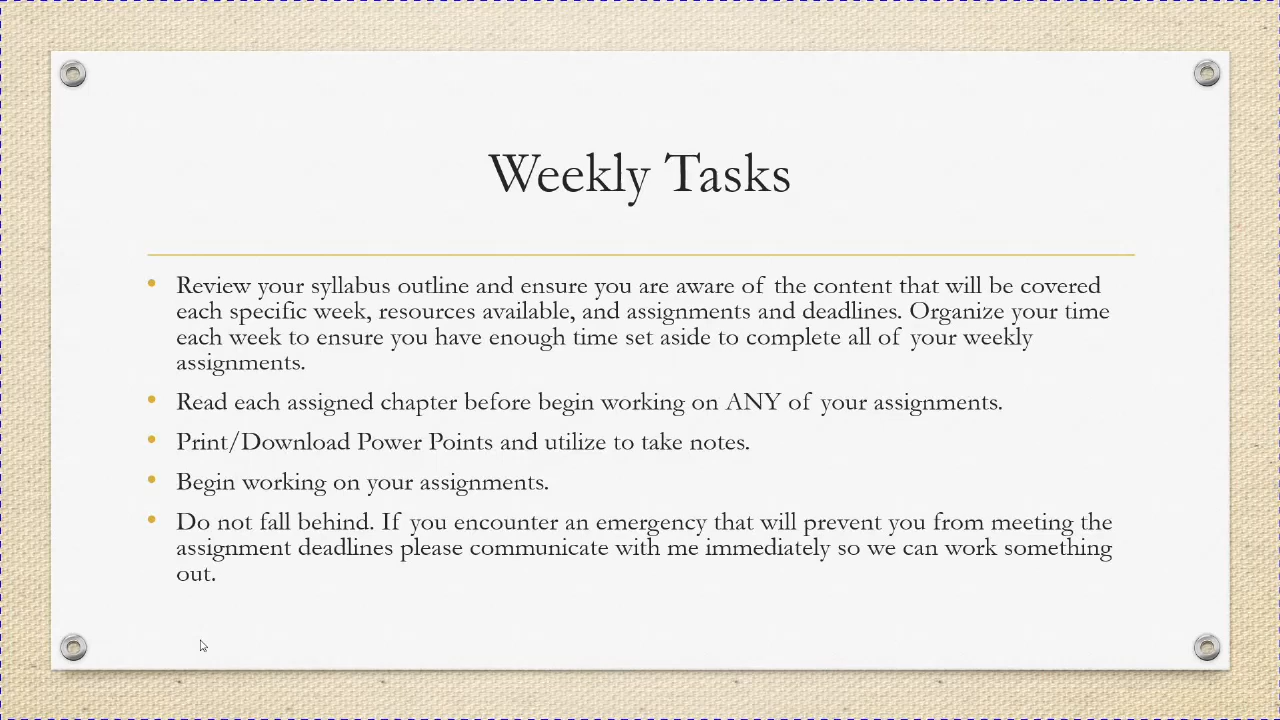 Weekly Tasks
• Review your syllabus outline and ensure you are aware of the content that will be covered
each specific week, resources available, and assignments and deadlines. Organize your time
each week to ensure you have enough time set aside to complete all of your weekly
assignments.
• Read each assigned chapter before begin working on ANY of your assignments.
• Print/Download Power Points and utilize to take notes.
• Begin working on your assignments.
• Do not fall behind. If you encounter an emergency that will prevent you from meeting the
assignment deadlines please communicate with me immediately so we can work something
out.